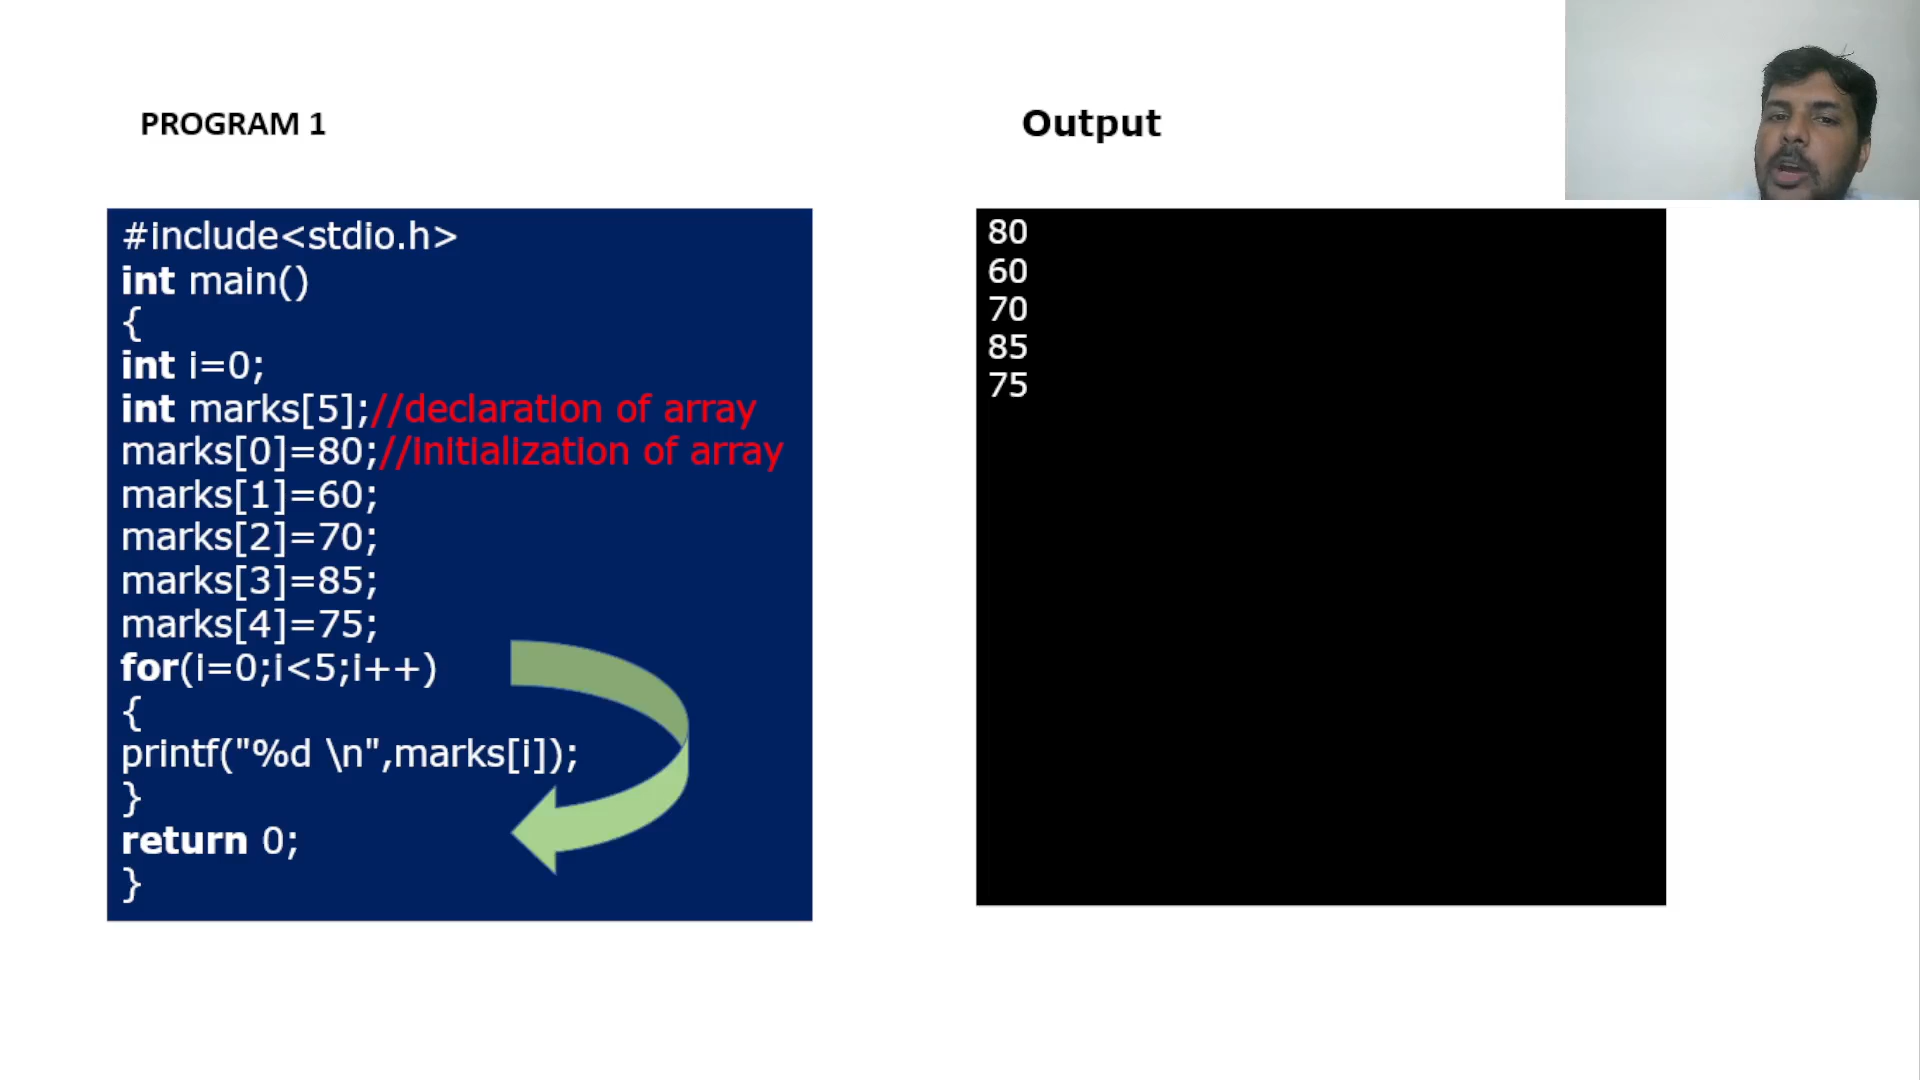 PROGRAM 1
#include<stdio.h>
int main()
{
int i=0;
int marks[5];//declaration of array
marks[0]=80;//initialization of array
marks[1]=60;
marks[2]=70;
marks[3]=85;
marks[4]=75;
for(i=0;i<5;i++)
{
printf("%d \n",marks[i]);
}
return 0;
}
Output
80
60
70
85
75